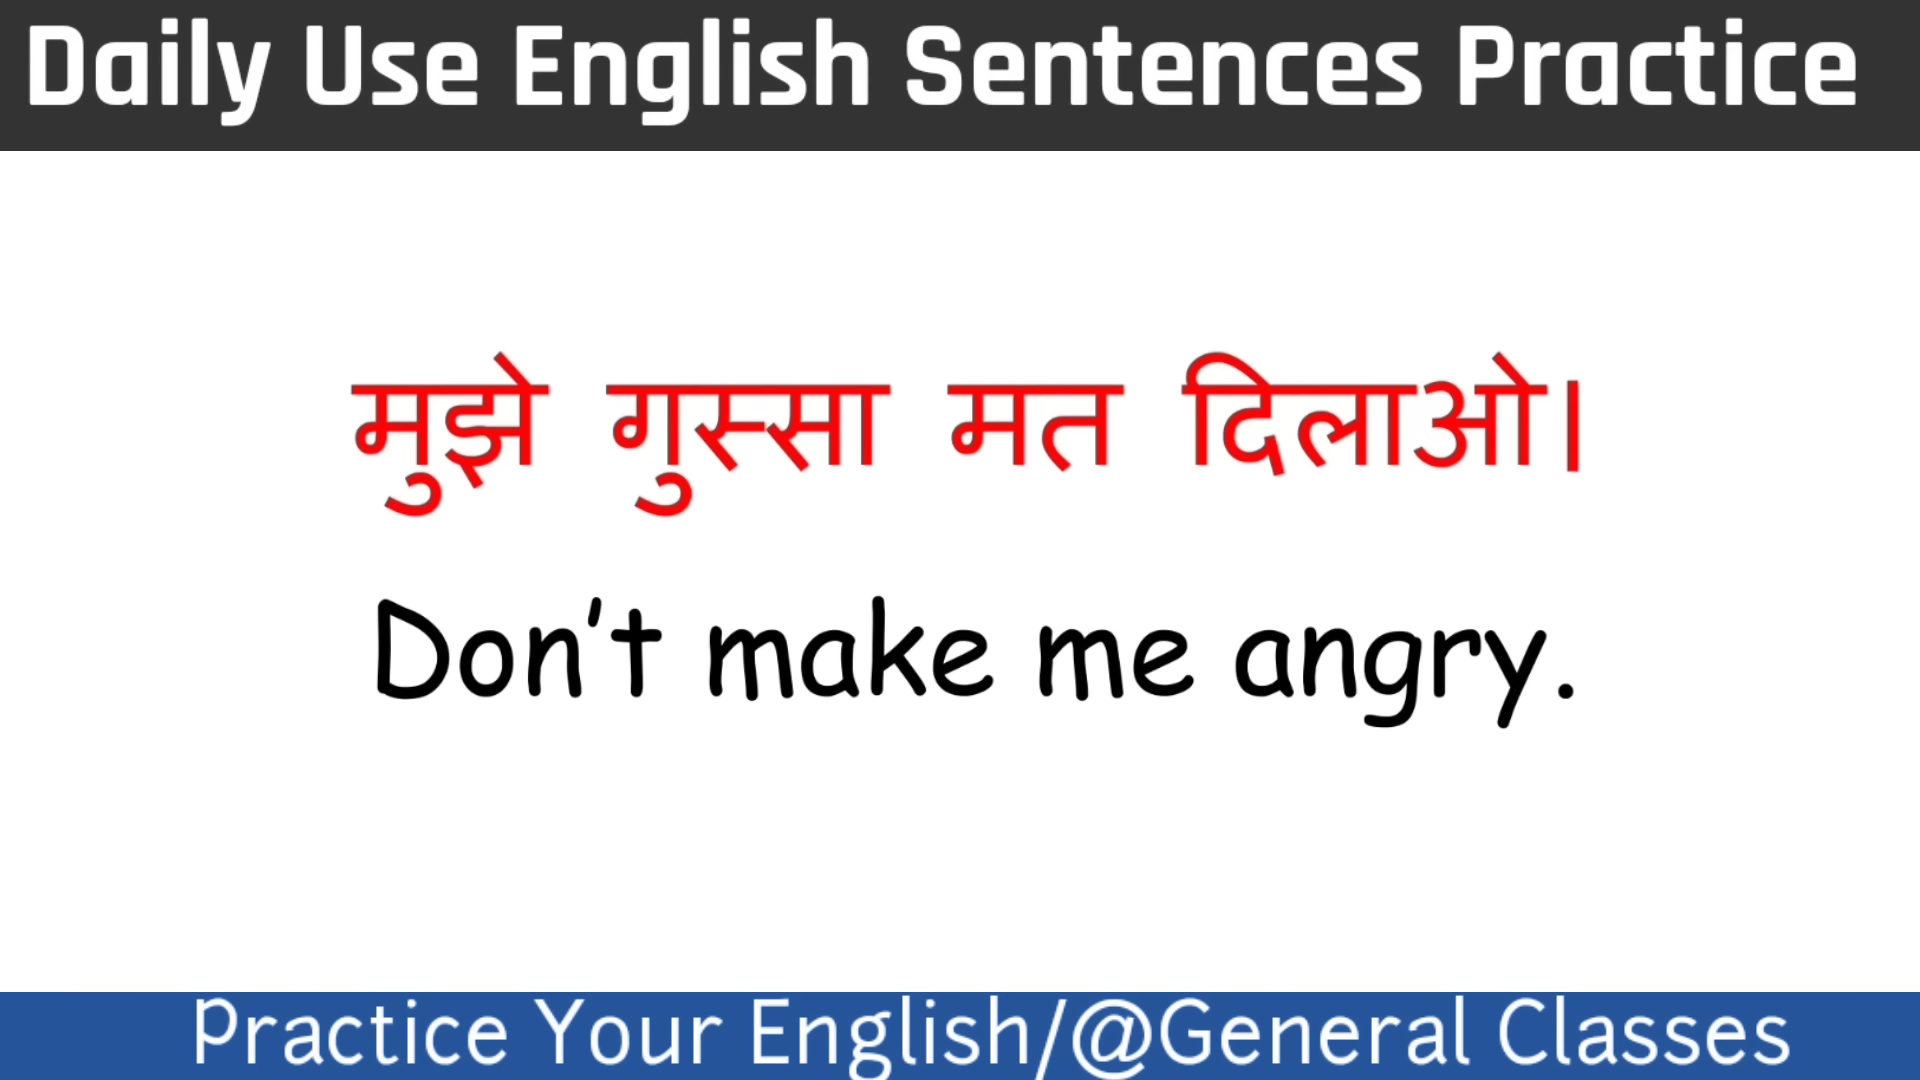 Daily Use English Sentences Practice
मुझे गुस्सा मत दिलाओ।
Don't make me angry.
Practice Your English/@General Classes